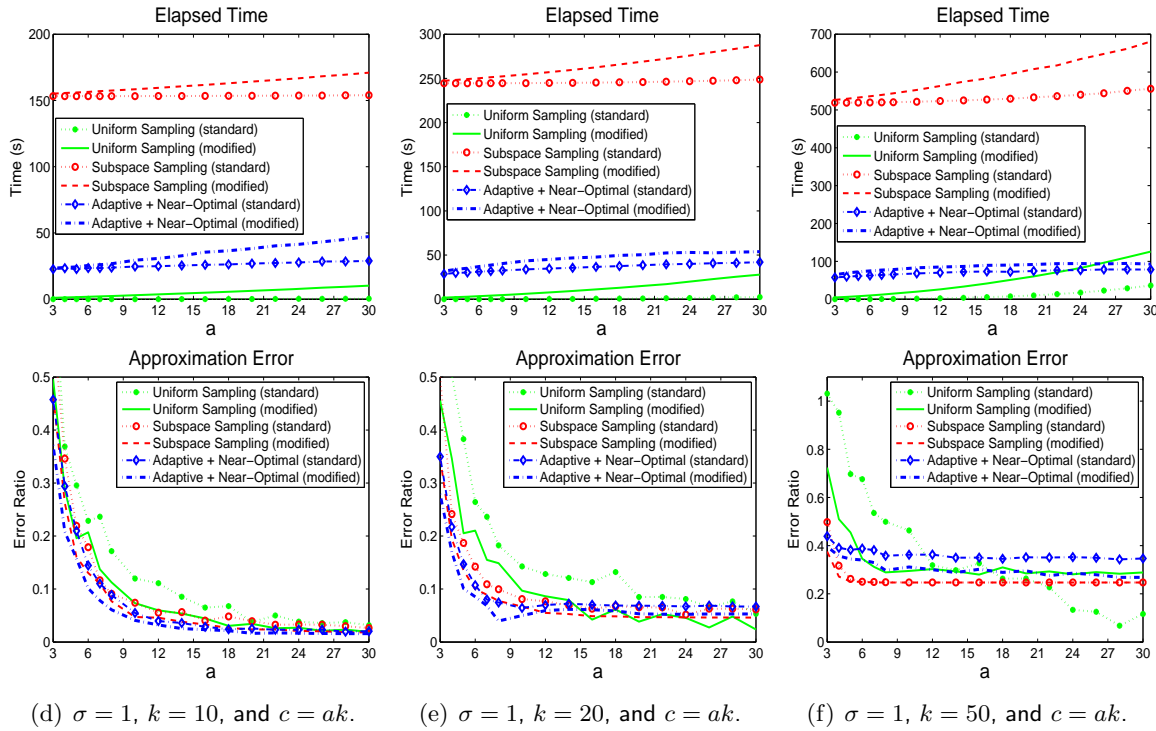 Elapsed Time
200
150
100
50
0
Time (s)
3 6 9 12 15 18 21 24 27 30
a
Uniform Sampling (standard)
Uniform Sampling (modified)
Subspace Sampling (standard)
Subspace Sampling (modified)
Adaptive + Near-Optimal (standard)
Adaptive + Near-Optimal (modified)
Elapsed Time
300
250
200
150
100
50
0
Time (s)
3 6 9 12 15 18 21 24 27 30
a
Uniform Sampling (standard)
Uniform Sampling (modified)
Subspace Sampling (standard)
Subspace Sampling (modified)
Adaptive + Near-Optimal (standard)
Adaptive + Near-Optimal (modified)
Elapsed Time
700
600
500
400
300
200
100
0
Time (s)
3 6 9 12 15 18 21 24 27 30
a
Uniform Sampling (standard)
Uniform Sampling (modified)
Subspace Sampling (standard)
Subspace Sampling (modified)
Adaptive + Near-Optimal (standard)
Adaptive + Near-Optimal (modified)
Approximation Error
0.5
0.4
0.3
0.2
0.1
0
Error Ratio
3 6 9 12 15 18 21 24 27 30
a
Uniform Sampling (standard)
Uniform Sampling (modified)
Subspace Sampling (standard)
Subspace Sampling (modified)
Adaptive + Near-Optimal (standard)
Adaptive + Near-Optimal (modified)
Approximation Error
0.5
0.4
0.3
0.2
0.1
0
Error Ratio
3 6 9 12 15 18 21 24 27 30
a
Uniform Sampling (standard)
Uniform Sampling (modified)
Subspace Sampling (standard)
Subspace Sampling (modified)
Adaptive + Near-Optimal (standard)
Adaptive + Near-Optimal (modified)
Approximation Error
1
0.8
0.6
0.4
0.2
0
Error Ratio
3 6 9 12 15 18 21 24 27 30
a
Uniform Sampling (standard)
Uniform Sampling (modified)
Subspace Sampling (standard)
Subspace Sampling (modified)
Adaptive + Near-Optimal (standard)
Adaptive + Near-Optimal (modified)
(d) σ = 1, k = 10, and c = ak.
(e) σ = 1, k = 20, and c = ak.
(f) σ = 1, k = 50, and c = ak.